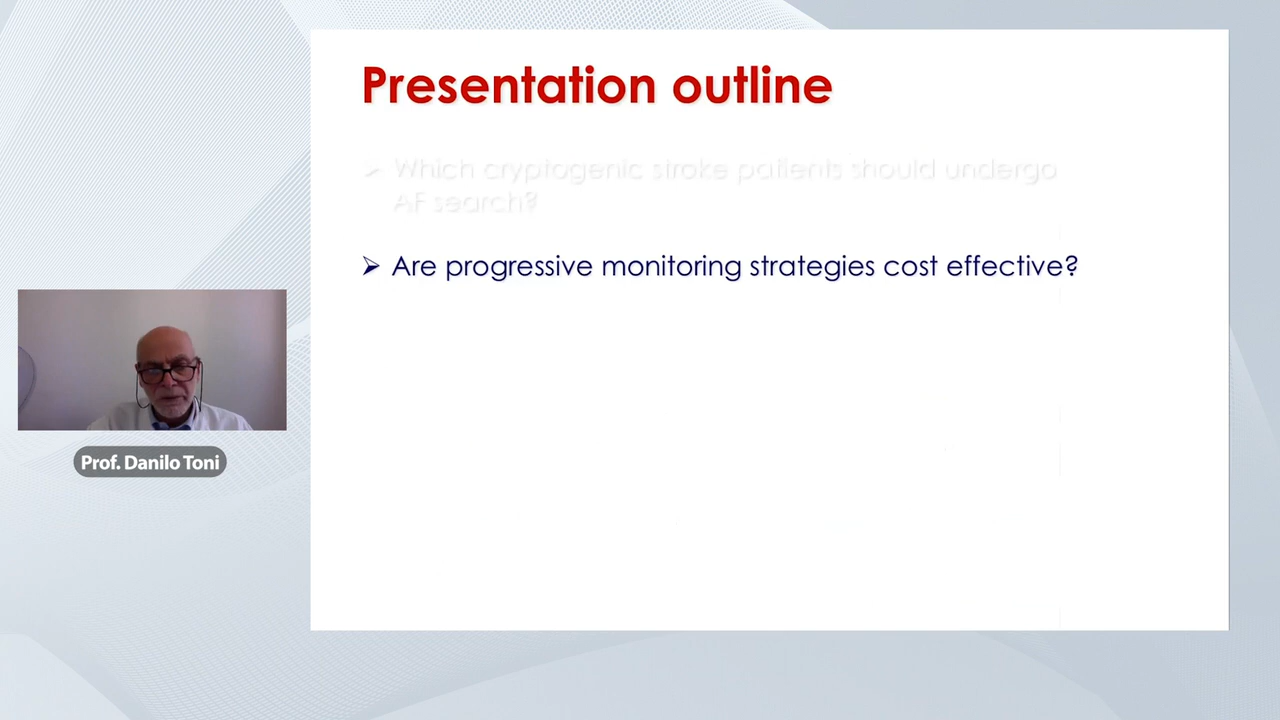 Presentation outline
➢ Which cryptogenic stroke patients should undergo
AF search?
➢ Are progressive monitoring strategies cost effective?
Prof. Danilo Toni